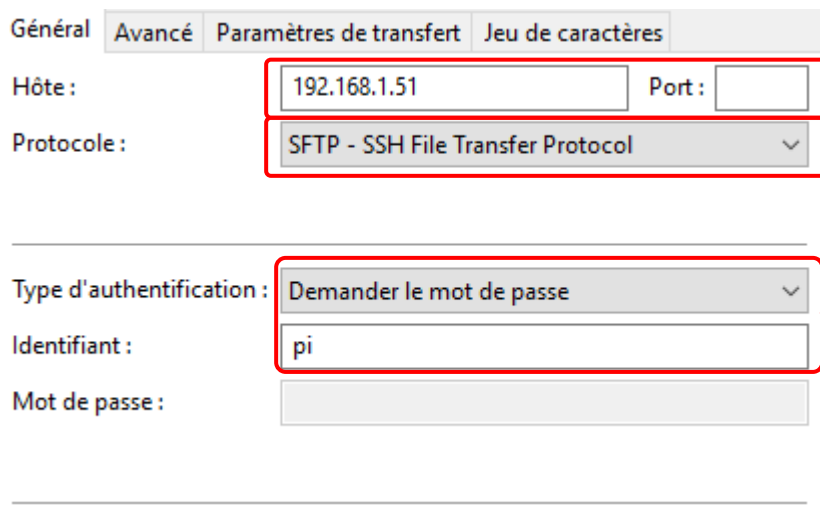 Général Avancé Paramètres de transfert Jeu de caractères
Hôte : 192.168.1.51 Port :
Protocole : SFTP - SSH File Transfer Protocol
Type d'authentification : Demander le mot de passe
Identifiant : pi
Mot de passe :